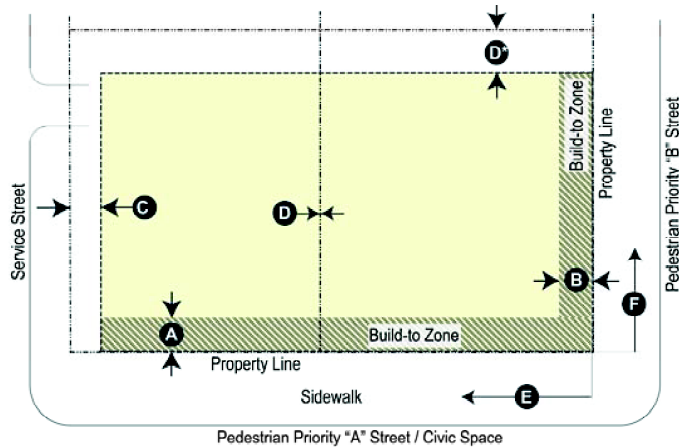 D*
Build-to Zone
Property Line
Pedestrian Priority "B" Street
Service Street
C
D
B
F
A
Build-to Zone
Property Line
Sidewalk
E
Pedestrian Priority "A" Street / Civic Space